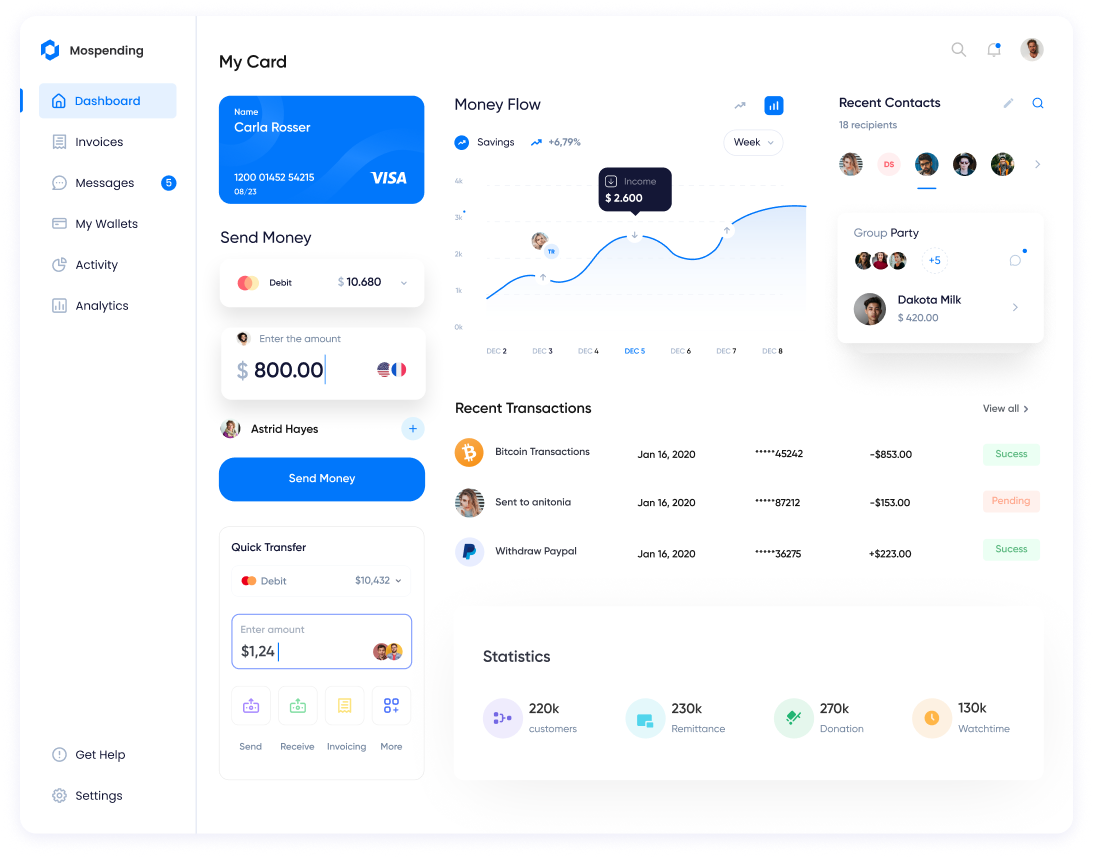 Mospending
Dashboard
Invoices
Messages
5
My Wallets
Activity
Analytics
Get Help
Settings
My Card
Name
Carla Rosser
1200 01452 54215
08/23
VISA
Send Money
Debit
$ 10.680
Enter the amount
$ 800.00
Astrid Hayes
+
Send Money
Quick Transfer
Debit
$10,432
Enter amount
$1,24
Send
Receive
Invoicing
More
Money Flow
Savings
+6,79%
Week
4k
3k
2k
1k
0k
Income
$ 2.600
TR
DEC 2
DEC 3
DEC 4
DEC 5
DEC 6
DEC 7
DEC 8
Recent Contacts
18 recipients
DS
Group Party
+5
Dakota Milk
$ 420.00
Recent Transactions
View all
Bitcoin Transactions
Jan 16, 2020
*****45242
-$853.00
Sucess
Sent to anitonia
Jan 16, 2020
*****87212
-$153.00
Pending
Withdraw Paypal
Jan 16, 2020
*****36275
+$223.00
Sucess
Statistics
220k
customers
230k
Remittance
270k
Donation
130k
Watchtime